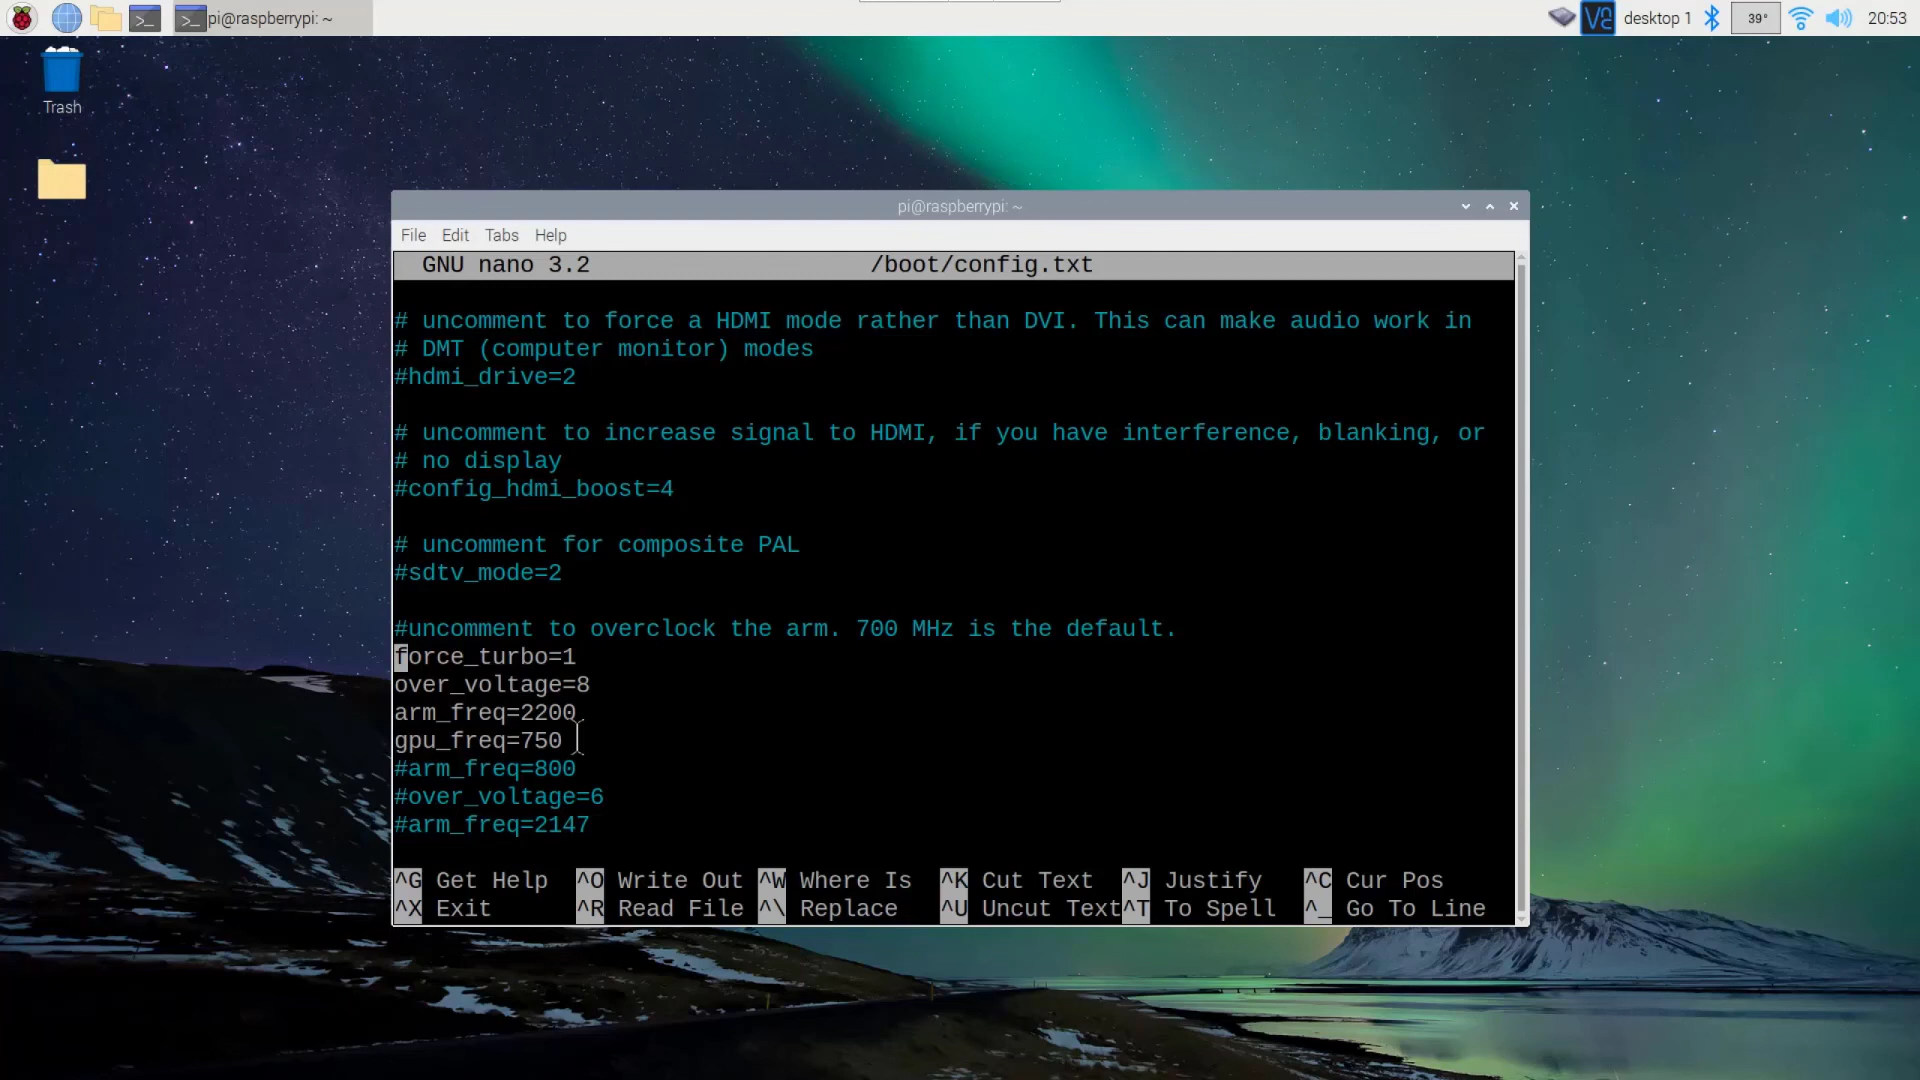 pi@raspberrypi: ~
desktop 1
39°
20:53
Trash
pi@raspberrypi: ~
File Edit Tabs Help
GNU nano 3.2 /boot/config.txt
# uncomment to force a HDMI mode rather than DVI. This can make audio work in
# DMT (computer monitor) modes
#hdmi_drive=2
# uncomment to increase signal to HDMI, if you have interference, blanking, or
# no display
#config_hdmi_boost=4
# uncomment for composite PAL
#sdtv_mode=2
#uncomment to overclock the arm. 700 MHz is the default.
force_turbo=1
over_voltage=8
arm_freq=2200
gpu_freq=750
#arm_freq=800
#over_voltage=6
#arm_freq=2147
^G Get Help ^O Write Out ^W Where Is ^K Cut Text ^J Justify ^C Cur Pos
^X Exit ^R Read File ^\ Replace ^U Uncut Text ^T To Spell ^_ Go To Line